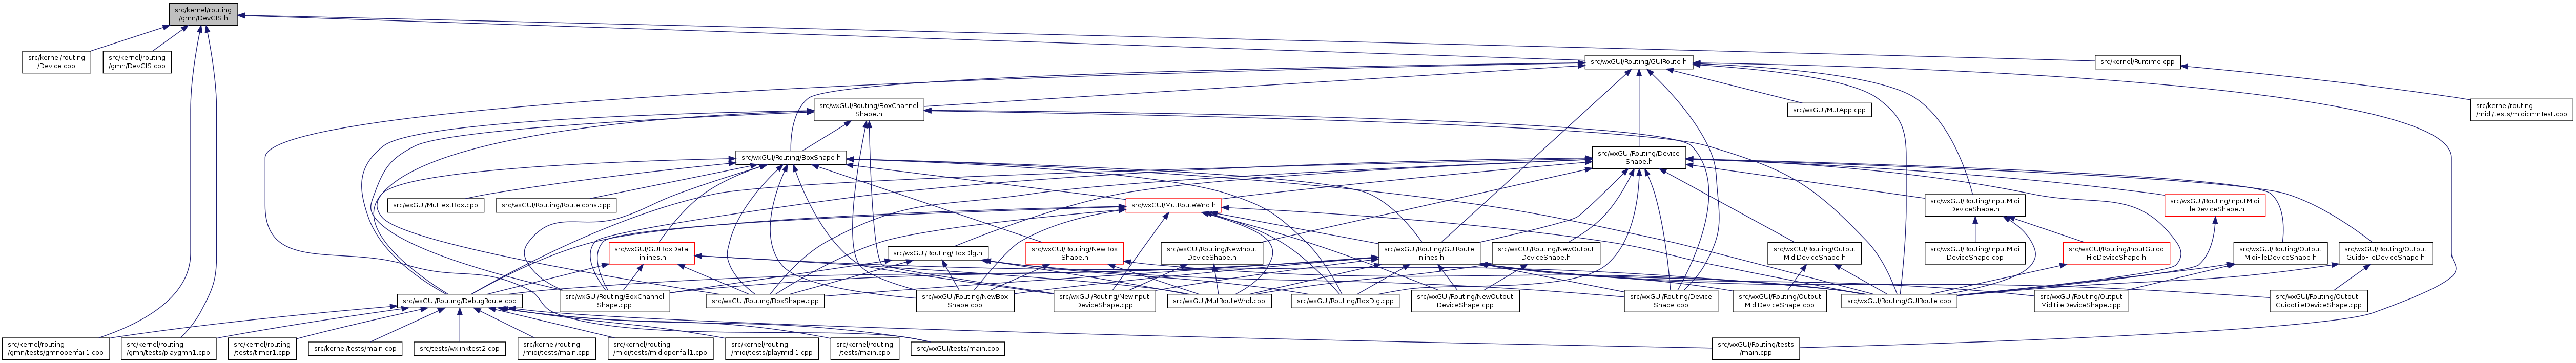 src/kernel/routing
/gmn/DevGIS.h
src/kernel/routing
/Device.cpp
src/kernel/routing
/gmn/DevGIS.cpp
src/wxGUI/Routing/GUIRoute.h
src/kernel/Runtime.cpp
src/wxGUI/Routing/BoxChannel
Shape.h
src/wxGUI/MutApp.cpp
src/kernel/routing
/midi/tests/midicmnTest.cpp
src/wxGUI/Routing/BoxShape.h
src/wxGUI/Routing/Device
Shape.h
src/wxGUI/MutTextBox.cpp
src/wxGUI/Routing/RouteIcons.cpp
src/wxGUI/MutRouteWnd.h
src/wxGUI/Routing/InputMidi
DeviceShape.h
src/wxGUI/Routing/InputMidi
FileDeviceShape.h
src/wxGUI/GUIBoxData
-inlines.h
src/wxGUI/Routing/BoxDlg.h
src/wxGUI/Routing/NewBox
Shape.h
src/wxGUI/Routing/NewInput
DeviceShape.h
src/wxGUI/Routing/GUIRoute
-inlines.h
src/wxGUI/Routing/NewOutput
DeviceShape.h
src/wxGUI/Routing/Output
MidiDeviceShape.h
src/wxGUI/Routing/InputMidi
DeviceShape.cpp
src/wxGUI/Routing/InputGuido
FileDeviceShape.h
src/wxGUI/Routing/Output
MidiFileDeviceShape.h
src/wxGUI/Routing/Output
GuidoFileDeviceShape.h
src/wxGUI/Routing/DebugRoute.cpp
src/wxGUI/Routing/BoxChannel
Shape.cpp
src/wxGUI/Routing/BoxShape.cpp
src/wxGUI/Routing/NewBox
Shape.cpp
src/wxGUI/Routing/NewInput
DeviceShape.cpp
src/wxGUI/MutRouteWnd.cpp
src/wxGUI/Routing/BoxDlg.cpp
src/wxGUI/Routing/NewOutput
DeviceShape.cpp
src/wxGUI/Routing/Device
Shape.cpp
src/wxGUI/Routing/Output
MidiDeviceShape.cpp
src/wxGUI/Routing/GUIRoute.cpp
src/wxGUI/Routing/Output
MidiFileDeviceShape.cpp
src/wxGUI/Routing/Output
GuidoFileDeviceShape.cpp
src/kernel/routing
/gmn/tests/gmnopenfail1.cpp
src/kernel/routing
/gmn/tests/playgmn1.cpp
src/kernel/routing
/tests/timer1.cpp
src/kernel/tests/main.cpp
src/tests/wxlinktest2.cpp
src/kernel/routing
/midi/tests/main.cpp
src/kernel/routing
/midi/tests/midiopenfail1.cpp
src/kernel/routing
/midi/tests/playmidi1.cpp
src/kernel/routing
/tests/main.cpp
src/wxGUI/tests/main.cpp
src/wxGUI/Routing/tests
/main.cpp